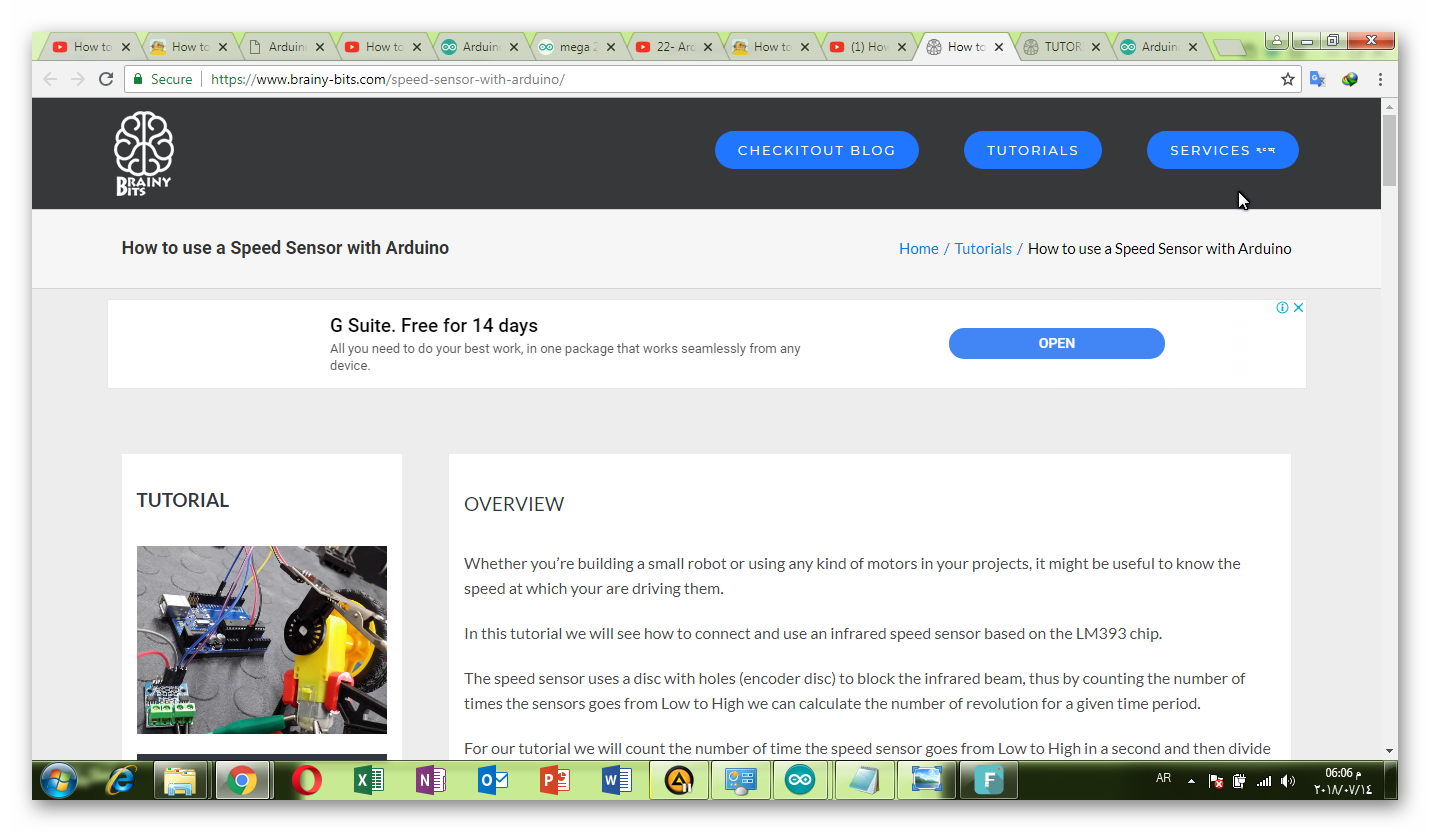 How to
How to
Arduin
How to
Arduin
mega 2
22- Arc
How to
(1) How
How to
TUTOR
Arduin
Secure
https://www.brainy-bits.com/speed-sensor-with-arduino/
BRAINY
BITS
CHECKITOUT BLOG
TUTORIALS
SERVICES
How to use a Speed Sensor with Arduino
Home / Tutorials / How to use a Speed Sensor with Arduino
G Suite. Free for 14 days
All you need to do your best work, in one package that works seamlessly from any
device.
OPEN
TUTORIAL
OVERVIEW
Whether you’re building a small robot or using any kind of motors in your projects, it might be useful to know the
speed at which your are driving them.
In this tutorial we will see how to connect and use an infrared speed sensor based on the LM393 chip.
The speed sensor uses a disc with holes (encoder disc) to block the infrared beam, thus by counting the number of
times the sensors goes from Low to High we can calculate the number of revolution for a given time period.
For our tutorial we will count the number of time the speed sensor goes from Low to High in a second and then divide
AR
06:06 م
٢٠١٨/٠٧/١٤